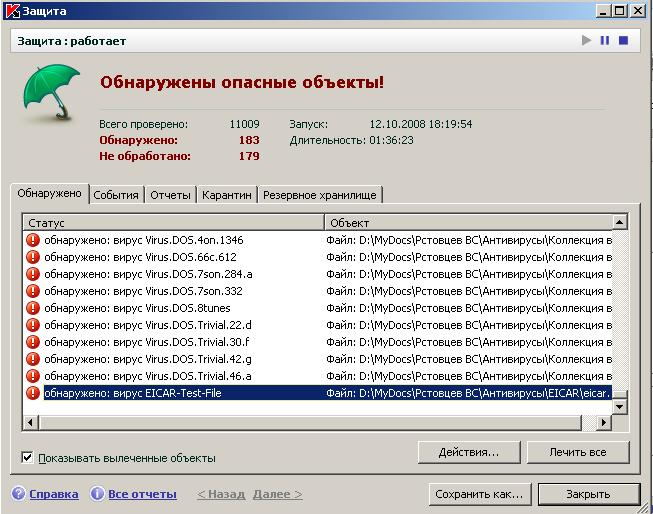 Защита
Защита : работает
Обнаружены опасные объекты!
Всего проверено: 11009 Запуск: 12.10.2008 18:19:54
Обнаружено: 183 Длительность: 01:36:23
Не обработано: 179
Обнаружено События Отчеты Карантин Резервное хранилище
Статус Объект
обнаружено: вирус Virus.DOS.4on.1346 Файл: D:\MyDocs\Рстовцев ВС\Антивирусы\Коллекция в
обнаружено: вирус Virus.DOS.66c.612 Файл: D:\MyDocs\Рстовцев ВС\Антивирусы\Коллекция в
обнаружено: вирус Virus.DOS.7son.284.a Файл: D:\MyDocs\Рстовцев ВС\Антивирусы\Коллекция в
обнаружено: вирус Virus.DOS.7son.332 Файл: D:\MyDocs\Рстовцев ВС\Антивирусы\Коллекция в
обнаружено: вирус Virus.DOS.8tunes Файл: D:\MyDocs\Рстовцев ВС\Антивирусы\Коллекция в
обнаружено: вирус Virus.DOS.Trivial.22.d Файл: D:\MyDocs\Рстовцев ВС\Антивирусы\Коллекция в
обнаружено: вирус Virus.DOS.Trivial.30.f Файл: D:\MyDocs\Рстовцев ВС\Антивирусы\Коллекция в
обнаружено: вирус Virus.DOS.Trivial.42.g Файл: D:\MyDocs\Рстовцев ВС\Антивирусы\Коллекция в
обнаружено: вирус Virus.DOS.Trivial.46.a Файл: D:\MyDocs\Рстовцев ВС\Антивирусы\Коллекция в
обнаружено: вирус EICAR-Test-File Файл: D:\MyDocs\Рстовцев ВС\Антивирусы\EICAR\eicar.
Показывать вылеченные объекты Действия... Лечить все
Справка Все отчеты < Назад Далее > Сохранить как... Закрыть